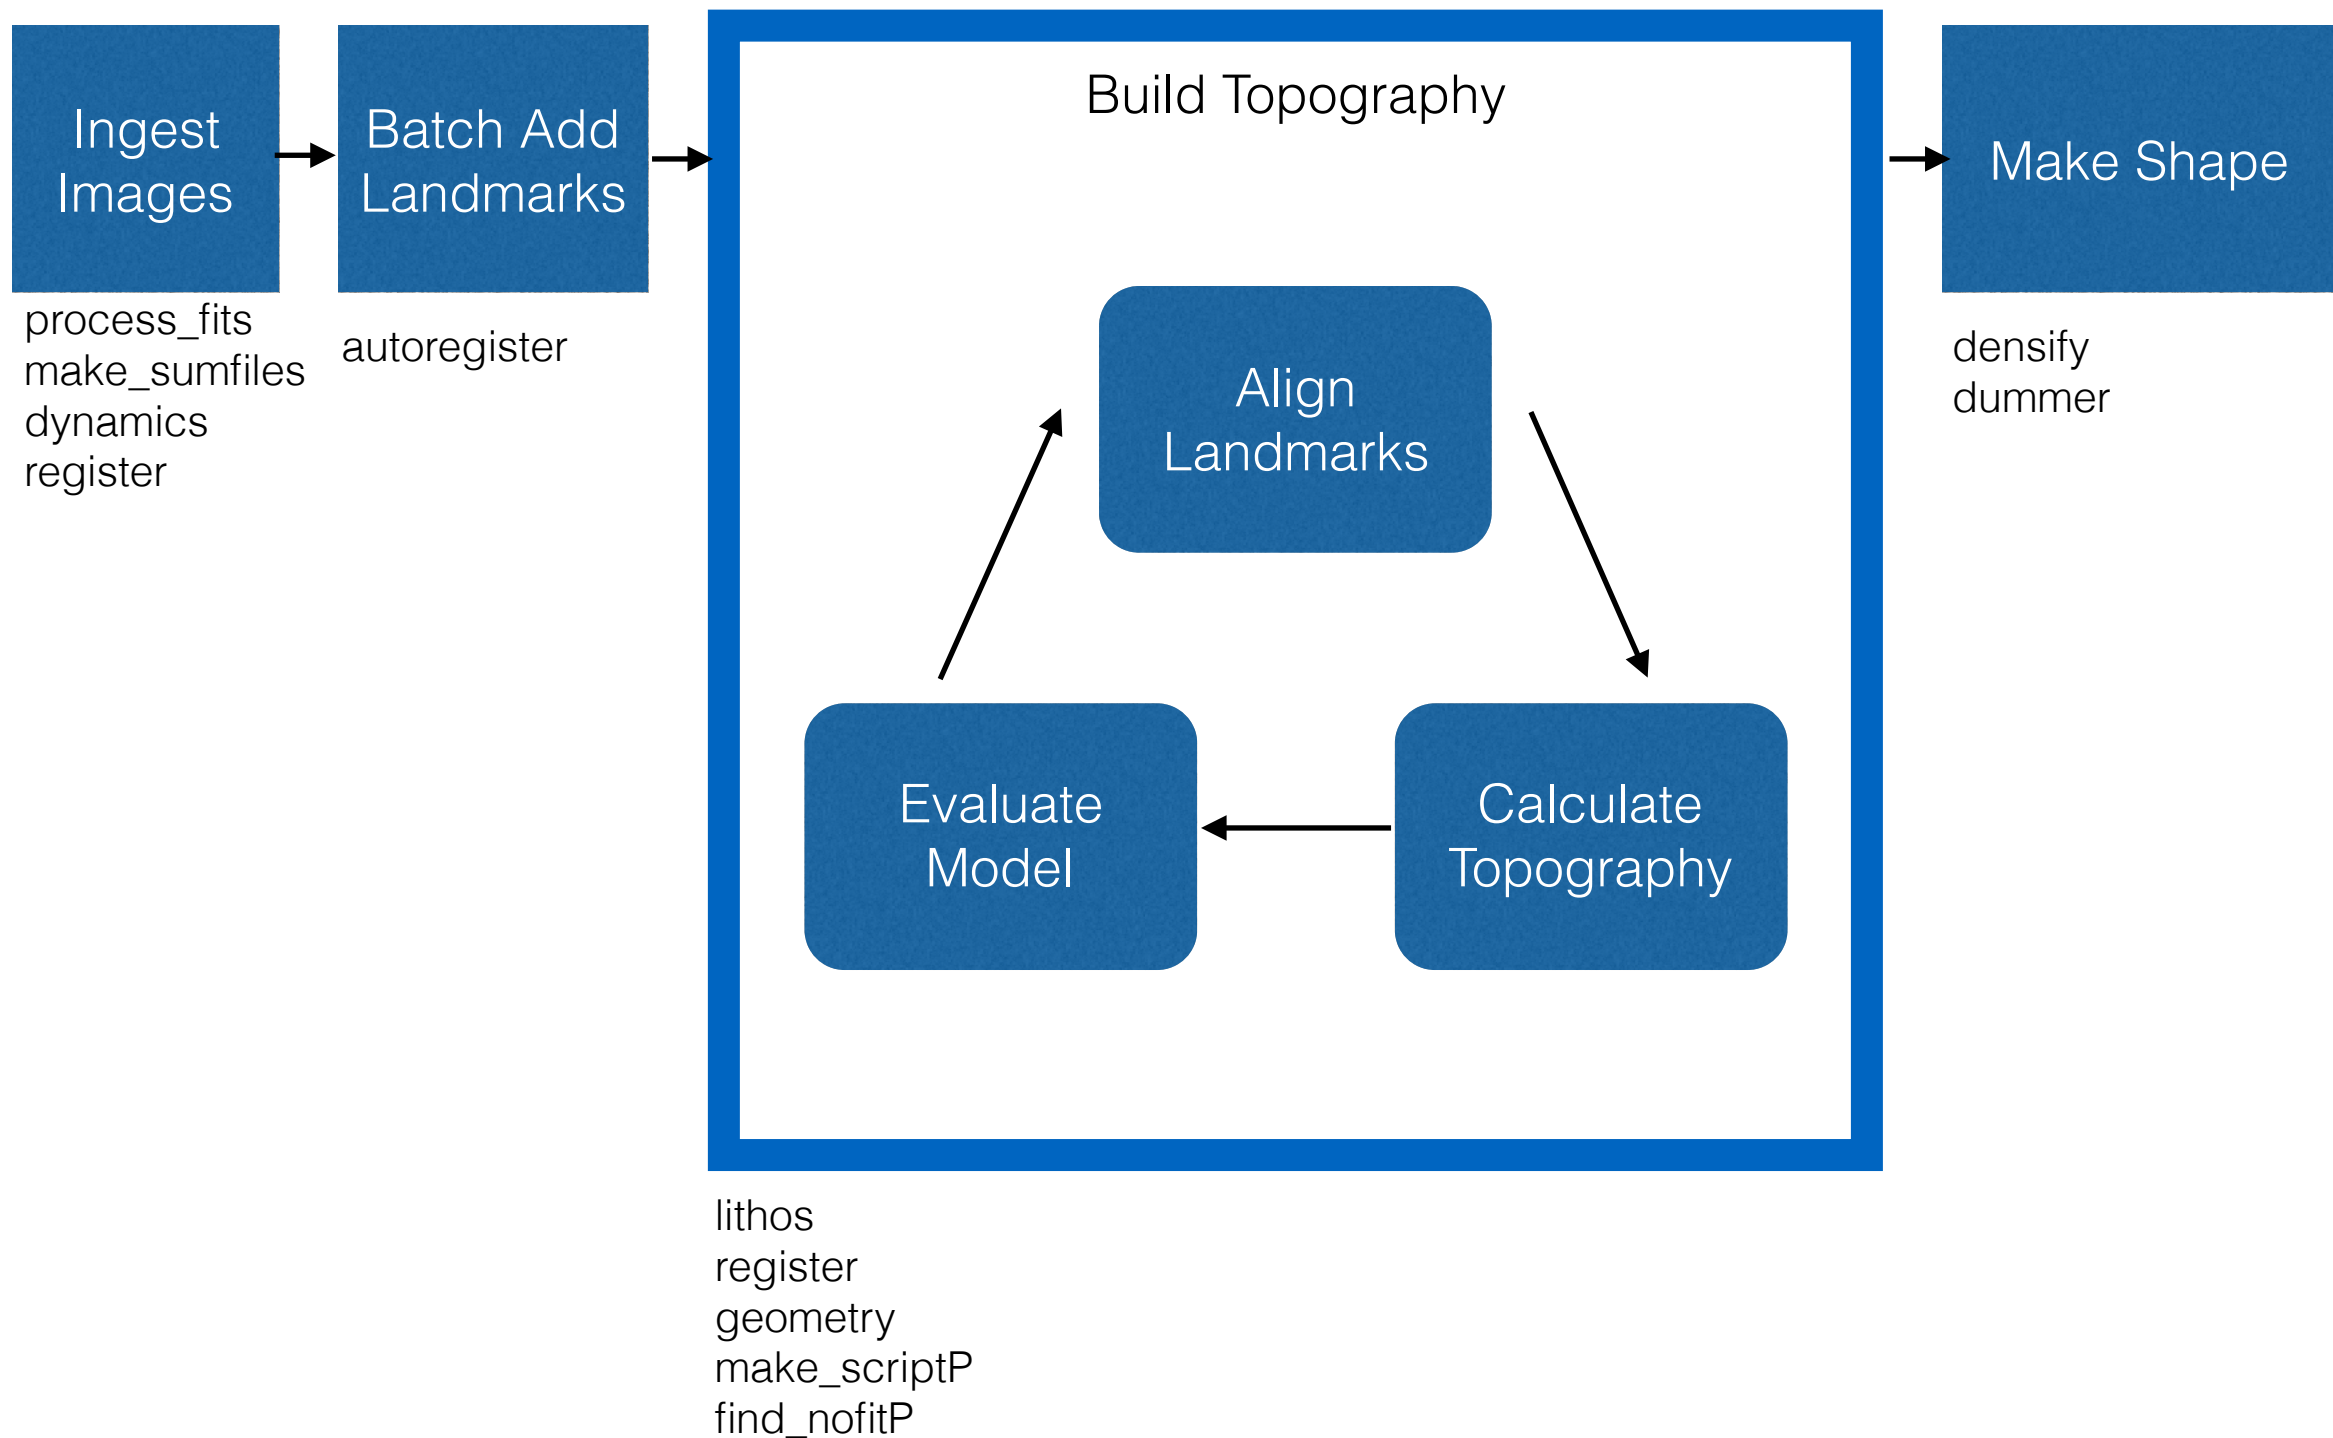 Ingest
Images
process_fits
make_sumfiles
dynamics
register
Batch Add
Landmarks
autoregister
Build Topography
Align
Landmarks
Calculate
Topography
Evaluate
Model
lithos
register
geometry
make_scriptP
find_nofitP
Make Shape
densify
dummer